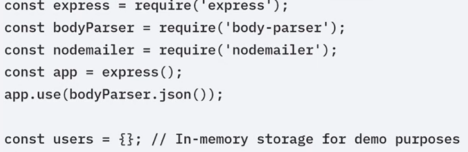 const express = require('express');
const bodyParser = require('body-parser');
const nodemailer = require('nodemailer');
const app = express();
app.use(bodyParser.json());
const users = {}; // In-memory storage for demo purposes